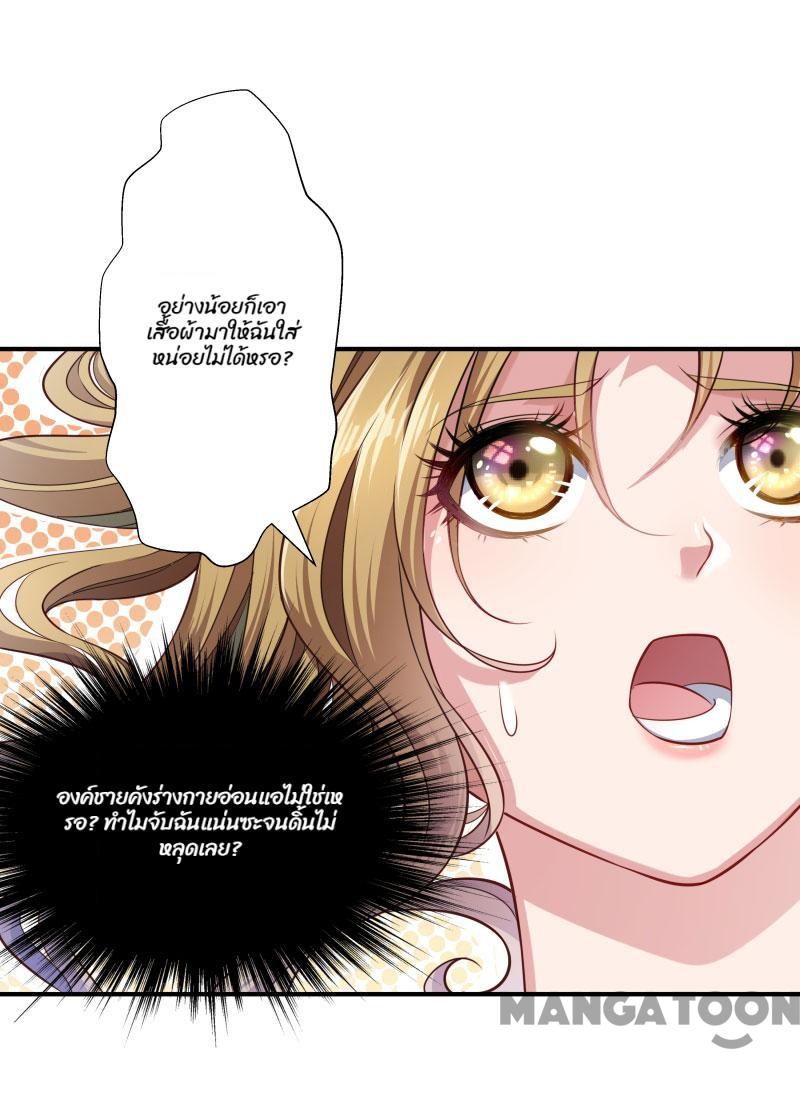 อย่างน้อยก็เอา
เสื้อผ้ามาให้ฉันใส่
หน่อยไม่ได้หรอ?
องค์ชายคังร่างกายอ่อนแอไม่ใช่เห
รอ? ทำไมจับฉันแน่นซะจนดิ้นไม่
หลุดเลย?
MANGATOON